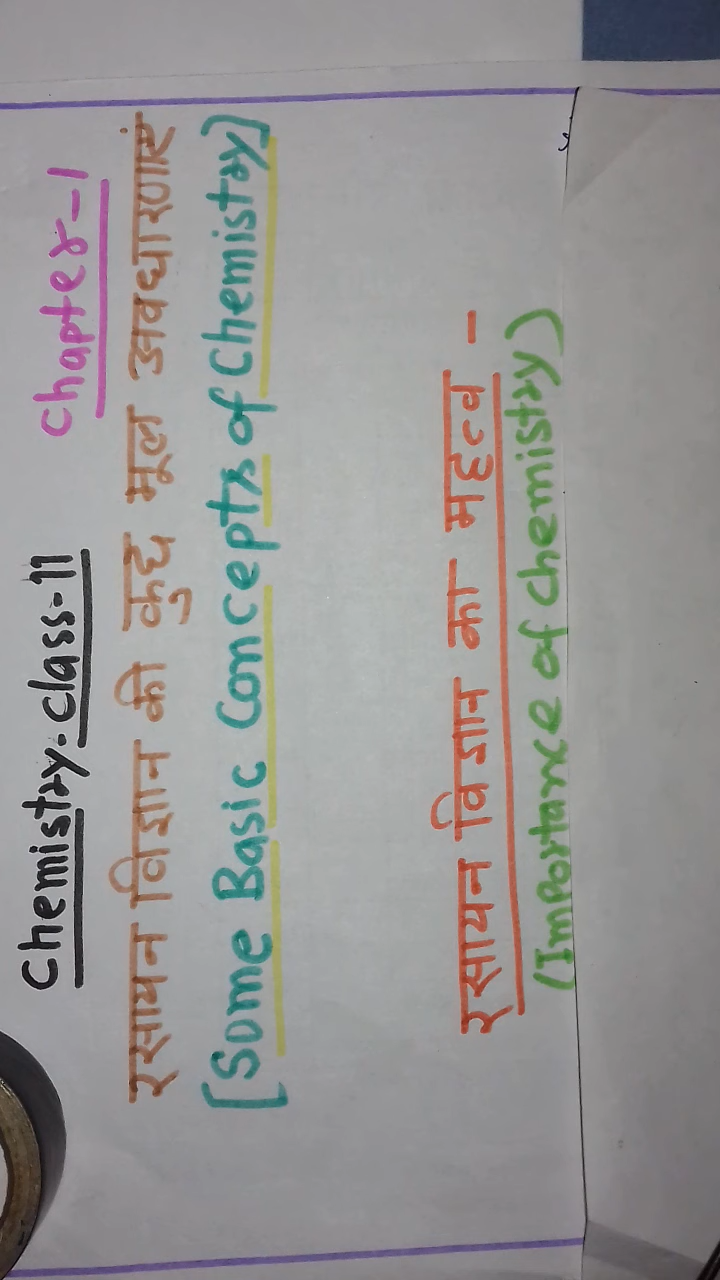 Chemistry-class-11 Chapter-1
रसायन विज्ञान की कुछ मूल अवधारणाएं
[Some Basic Concepts of Chemistry]
रसायन विज्ञान का महत्व -
(Importance of chemistry)